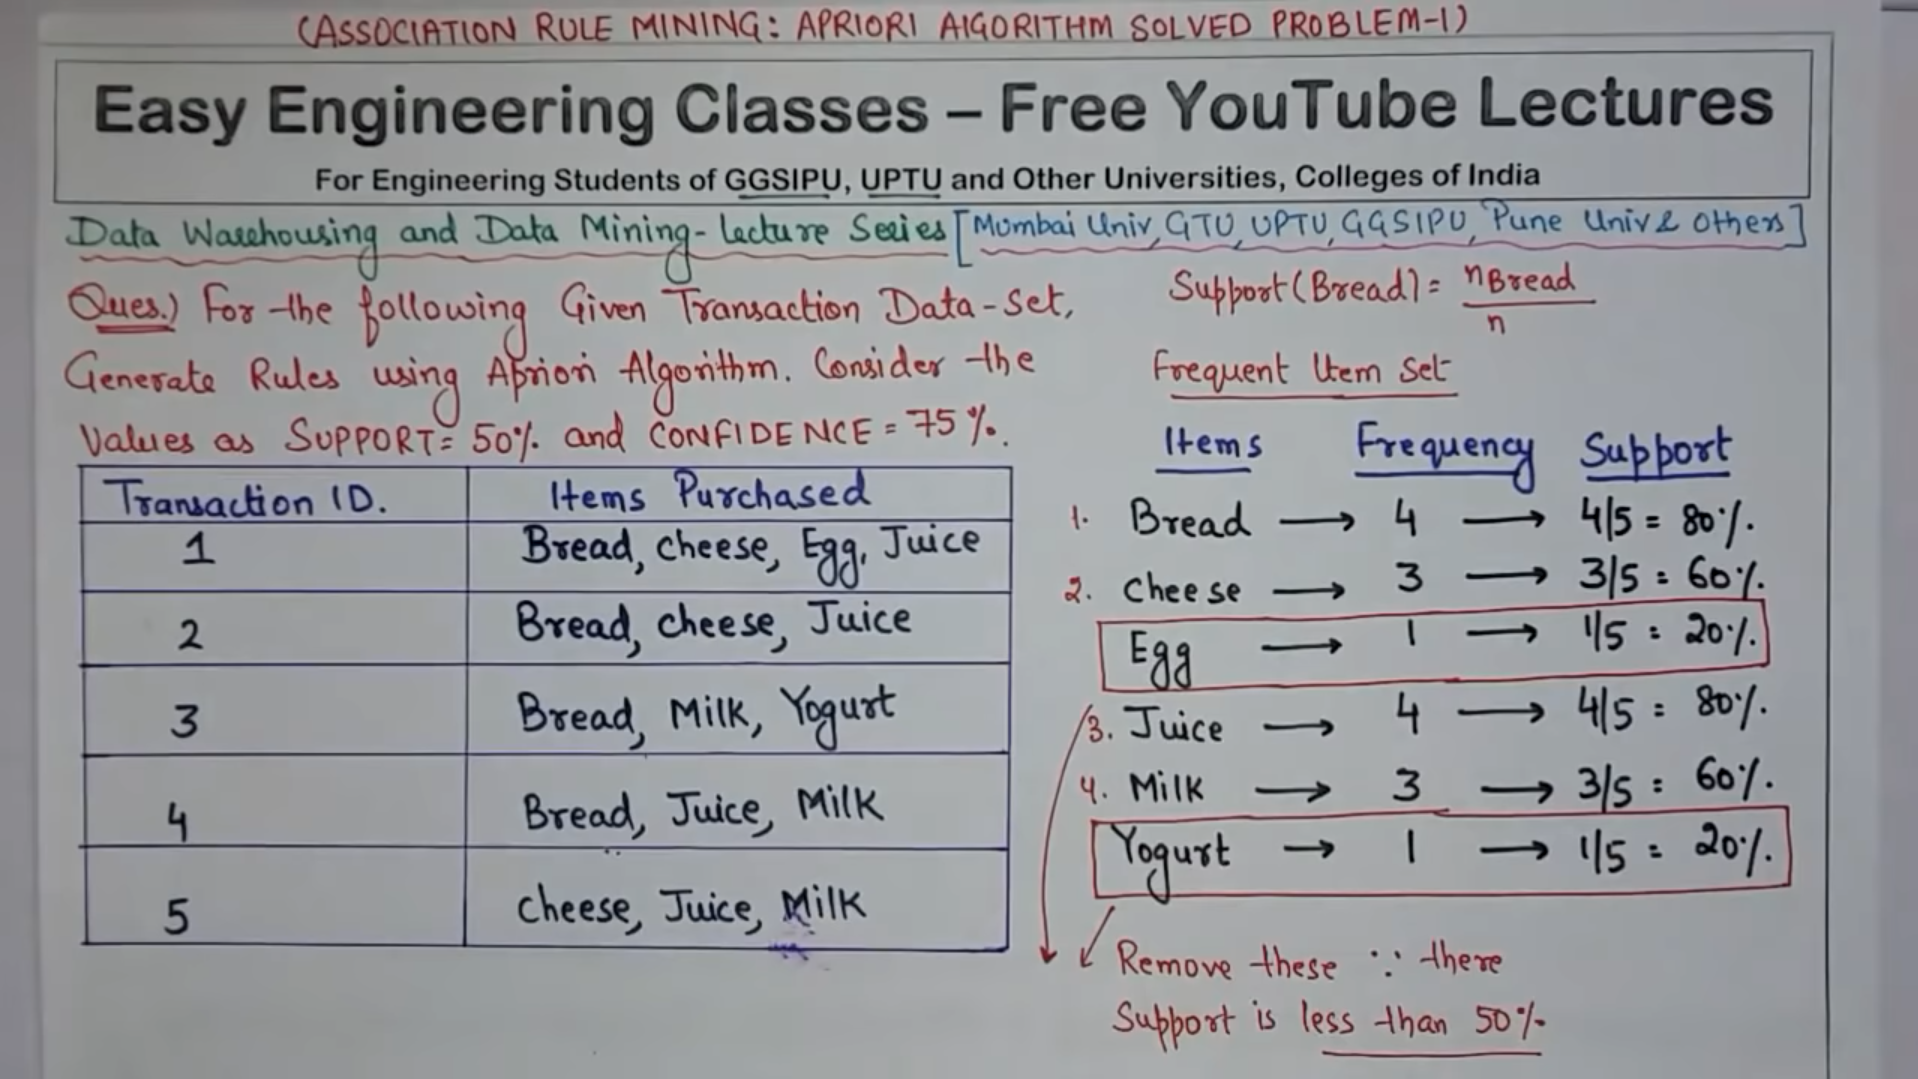 (ASSOCIATION RULE MINING: APRIORI ALGORITHM SOLVED PROBLEM-1)
Easy Engineering Classes – Free YouTube Lectures
For Engineering Students of GGSIPU, UPTU and Other Universities, Colleges of India
Data Warehousing and Data Mining- Lecture Series [Mumbai Univ, GTU, UPTU, GGSIPU, Pune Univ & Others]
Ques.) For the following Given Transaction Data-Set,
Generate Rules using Apriori Algorithm. Consider the
Values as SUPPORT= 50% and CONFIDENCE = 75%.
Transaction ID. Items Purchased
1 Bread, cheese, Egg, Juice
2 Bread, cheese, Juice
3 Bread, Milk, Yogurt
4 Bread, Juice, Milk
5 cheese, Juice, Milk
Support (Bread) = nBread
n
Frequent Item Set
Items Frequency Support
1. Bread → 4 → 4/5 = 80%.
2. cheese → 3 → 3/5 = 60%.
Egg → 1 → 1/5 = 20%.
3. Juice → 4 → 4/5 = 80%.
4. Milk → 3 → 3/5 = 60%.
Yogurt → 1 → 1/5 = 20%.
Remove these ∵ there
Support is less than 50%